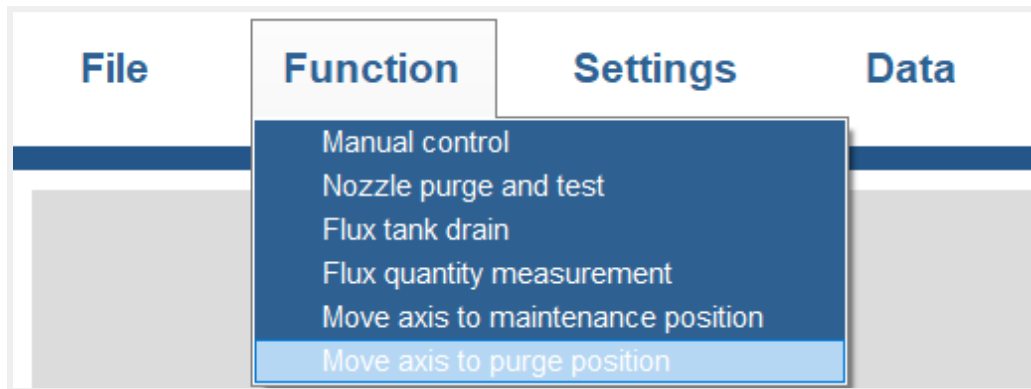 File Function Settings Data
Manual control
Nozzle purge and test
Flux tank drain
Flux quantity measurement
Move axis to maintenance position
Move axis to purge position